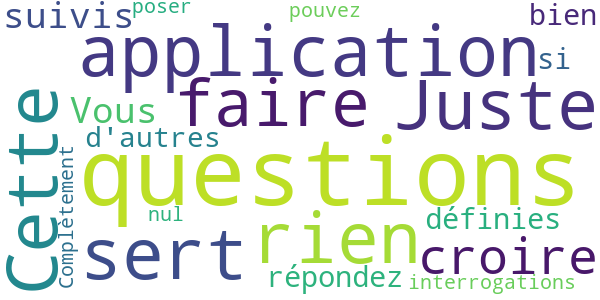 suivis poser pouvez bien
application si
Vous faire Juste
Cette d'autres
questions
Complètement nul définies
sert rien croire
répondez interrogations